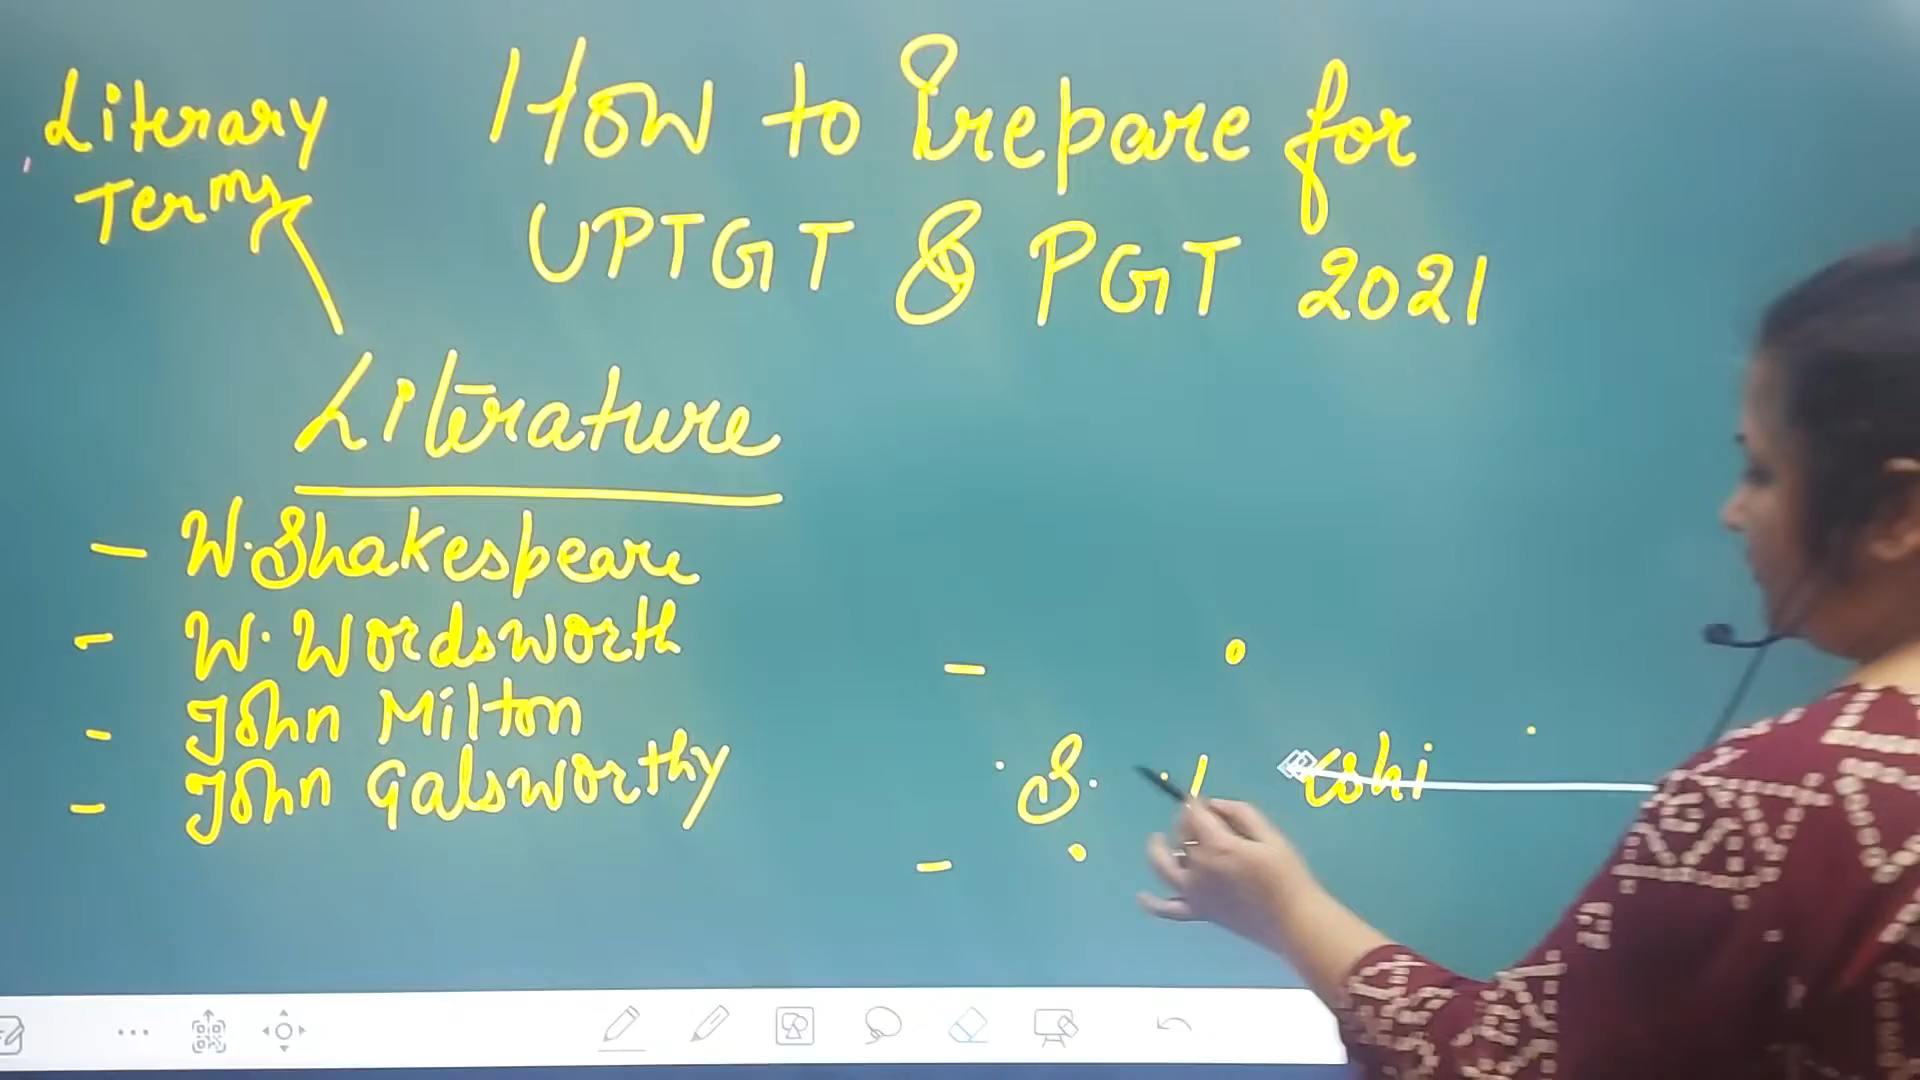 Literary
Terms
How to Prepare for
UPTGT & PGT 2021
Literature
- W. Shakespeare
- W. Wordsworth
- John Milton
- John Galsworthy